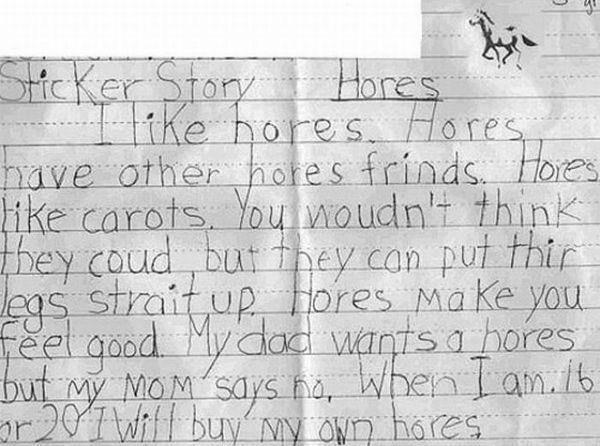 Sticker Story Hores
I like hores. Hores
have other hores frinds. Hores
like carots. You woudn't think
they coud but they can put thir
legs strait up. Hores make you
feel good. My dad wants a hores
but my mom says no. When I am. 16
or 20 I will buy my own hores